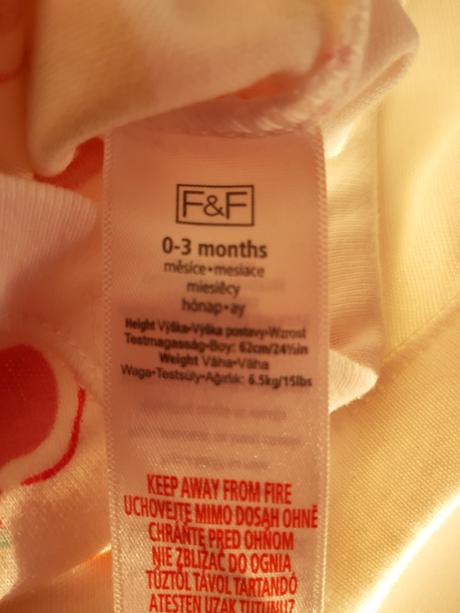 F&F
0-3 months
měsíce•mesiace
miesięcy
hónap•ay
Height Výška•Výška postavy•Wzrost
Testmagasság•Boy: 62cm/24½in
Weight Váha•Váha
Waga•Testsúly•Ağırlık: 6.5kg/15lbs
KEEP AWAY FROM FIRE
UCHOVEJTE MIMO DOSAH OHNĚ
CHRÁŇTE PRED OHŇOM
NIE ZBLIŻAĆ DO OGNIA
TŰZTŐL TÁVOL TARTANDÓ
ATEŞTEN UZAK TUTUNUZ